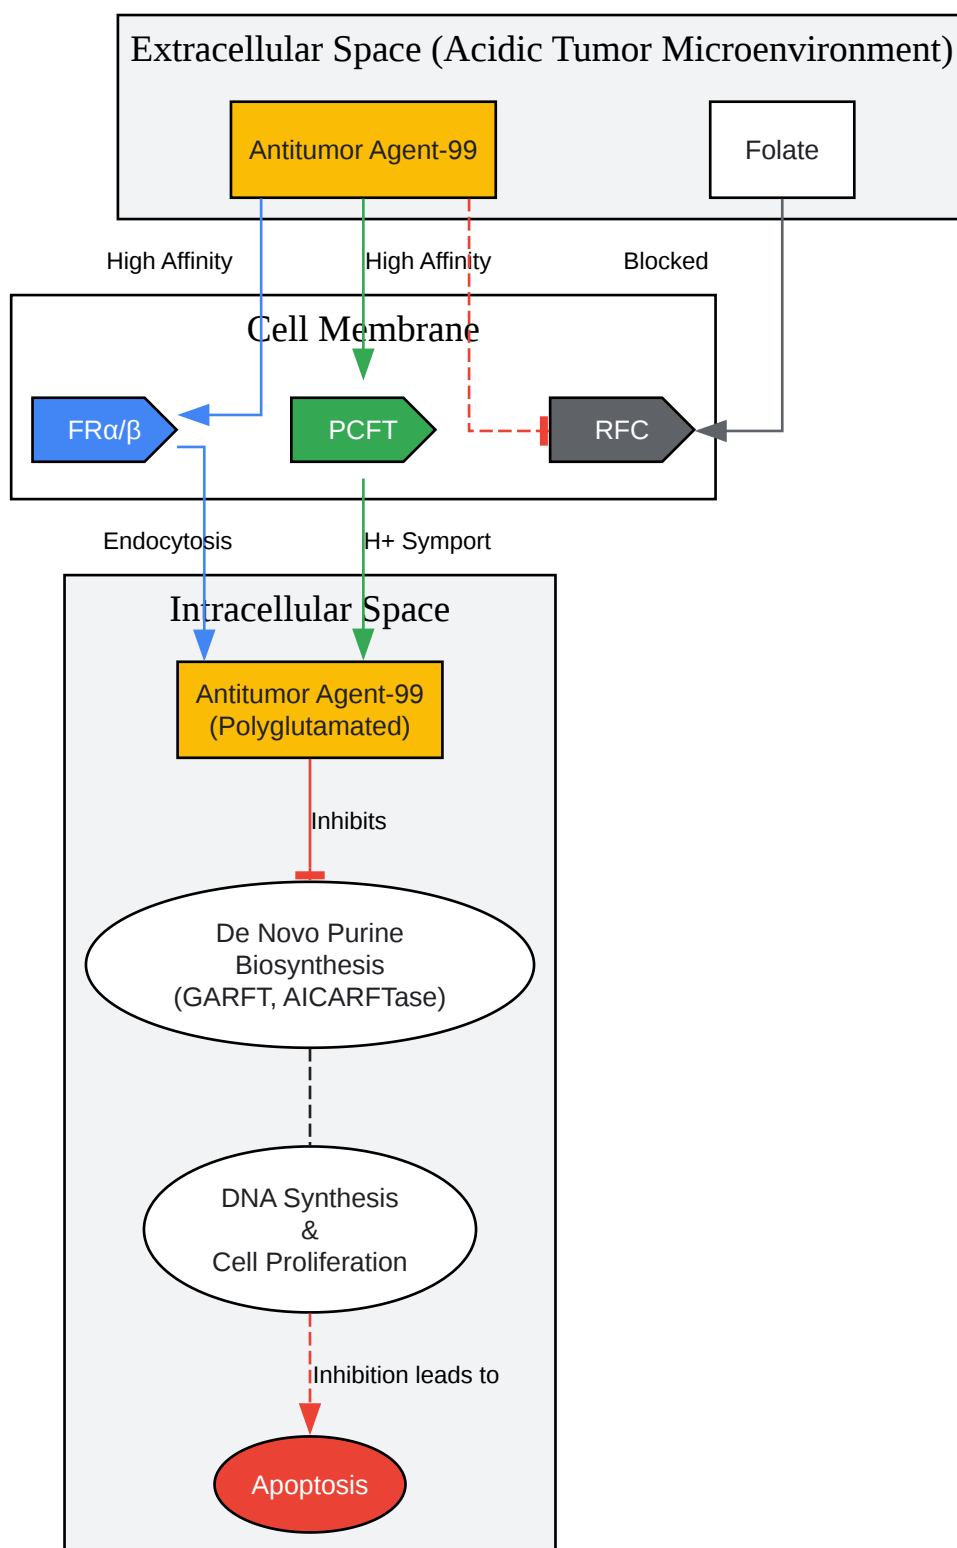 Extracellular Space (Acidic Tumor Microenvironment)
Antitumor Agent-99
Folate
High Affinity
High Affinity
Blocked
Cell Membrane
FRα/β
PCFT
RFC
Endocytosis
H+ Symport
Intracellular Space
Antitumor Agent-99
(Polyglutamated)
Inhibits
De Novo Purine
Biosynthesis
(GARFT, AICARFTase)
DNA Synthesis
&
Cell Proliferation
Inhibition leads to
Apoptosis